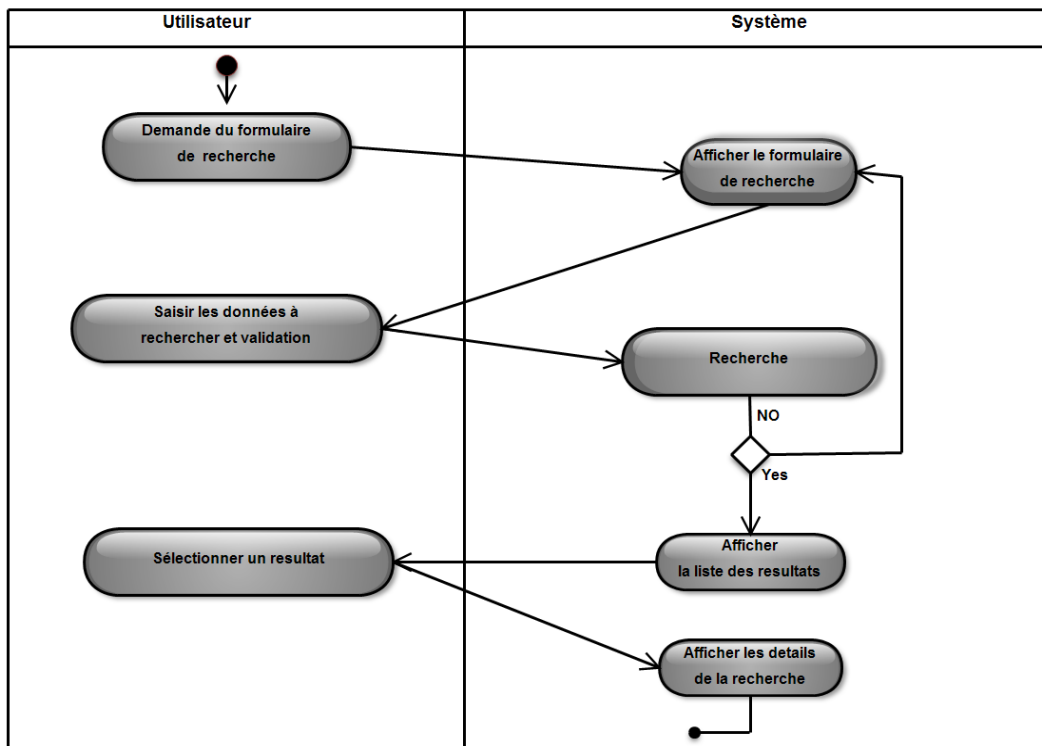 Utilisateur
Système
Demande du formulaire
de recherche
Afficher le formulaire
de recherche
Saisir les données à
rechercher et validation
Recherche
NO
Yes
Afficher
la liste des resultats
Sélectionner un resultat
Afficher les details
de la recherche